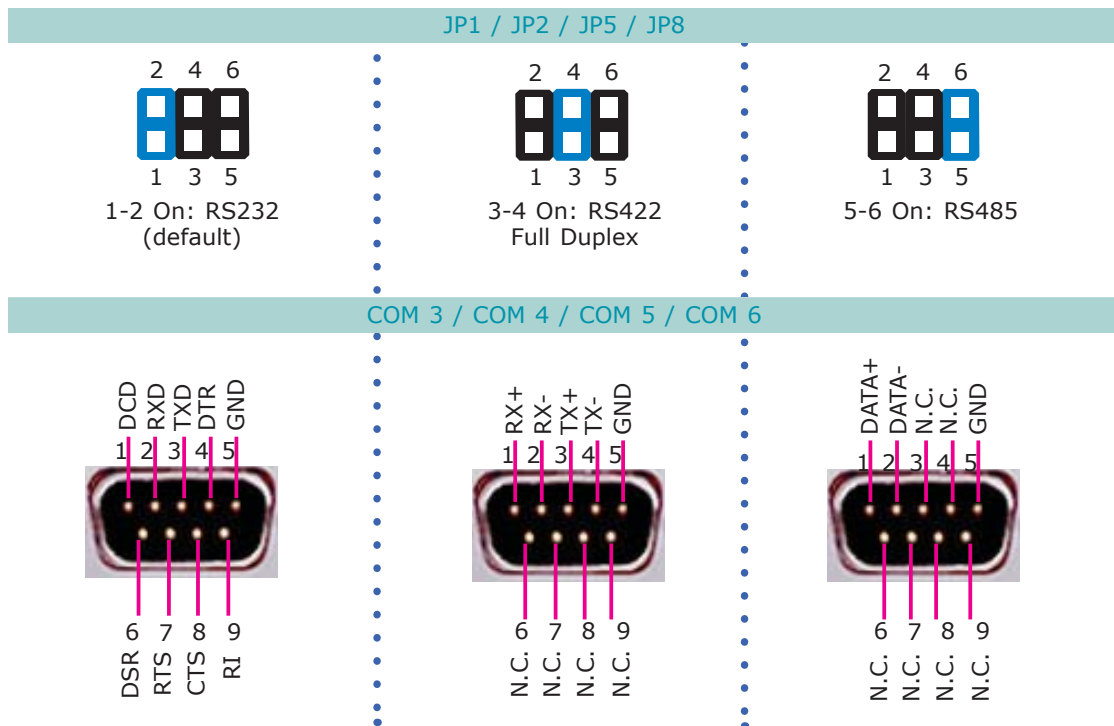 JP1 / JP2 / JP5 / JP8
2 4 6
1 3 5
1-2 On: RS232
(default)
2 4 6
1 3 5
3-4 On: RS422
Full Duplex
2 4 6
1 3 5
5-6 On: RS485
COM 3 / COM 4 / COM 5 / COM 6
DCD RXD TXD DTR GND
1 2 3 4 5
6 7 8 9
DSR RTS CTS RI
RX+ RX- TX+ TX- GND
1 2 3 4 5
6 7 8 9
N.C. N.C. N.C. N.C.
DATA+ DATA- N.C. N.C. GND
1 2 3 4 5
6 7 8 9
N.C. N.C. N.C. N.C.